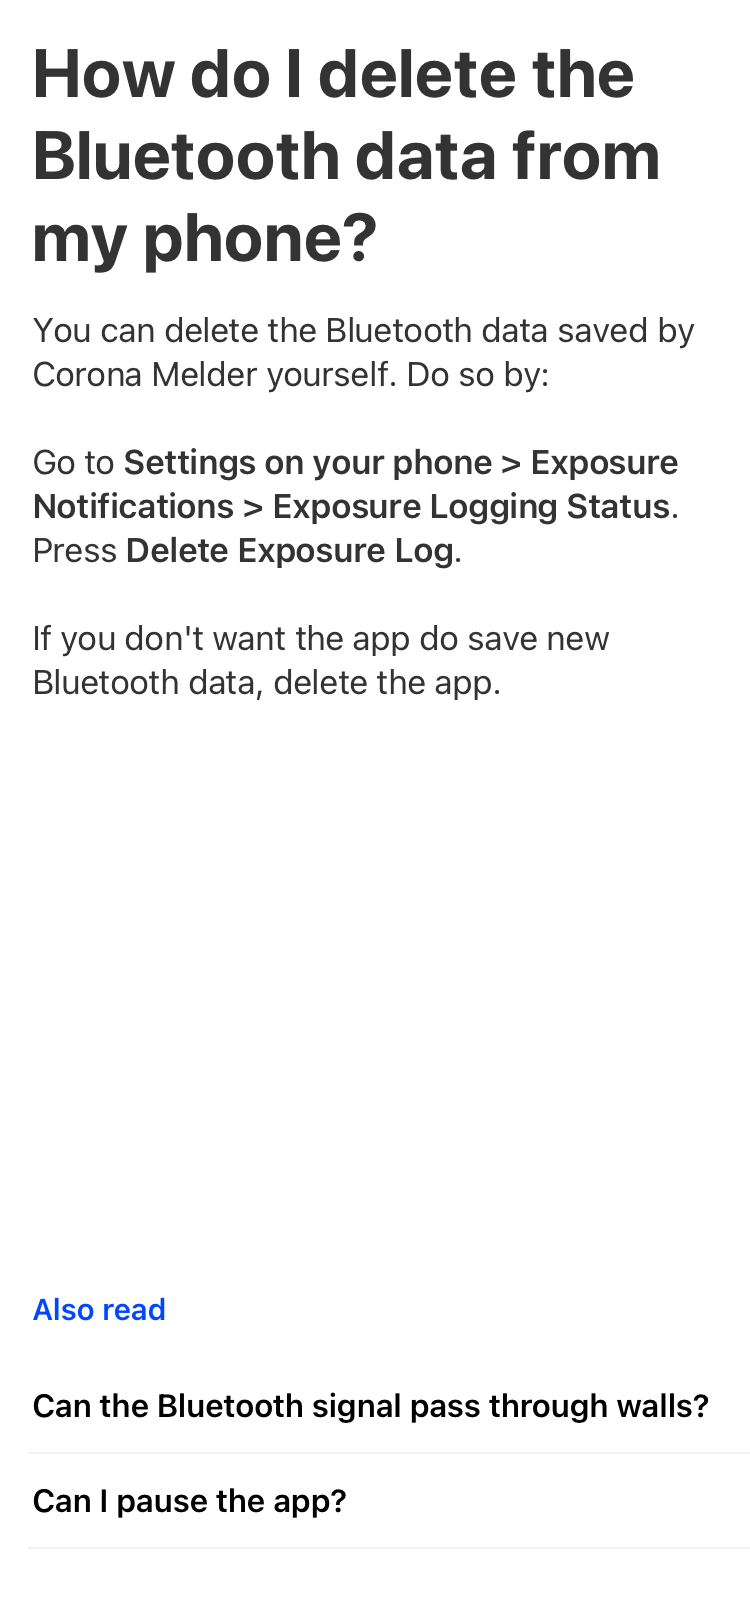 How do I delete the
Bluetooth data from
my phone?
You can delete the Bluetooth data saved by
Corona Melder yourself. Do so by:
Go to Settings on your phone > Exposure
Notifications > Exposure Logging Status.
Press Delete Exposure Log.
If you don't want the app do save new
Bluetooth data, delete the app.
Also read
Can the Bluetooth signal pass through walls?
Can I pause the app?